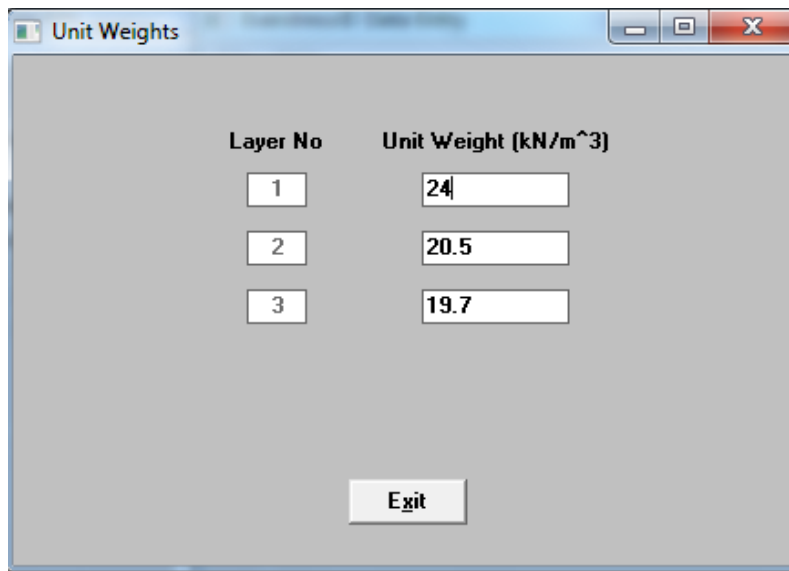 Unit Weights
Layer No Unit Weight (kN/m^3)
1 24
2 20.5
3 19.7
Exit